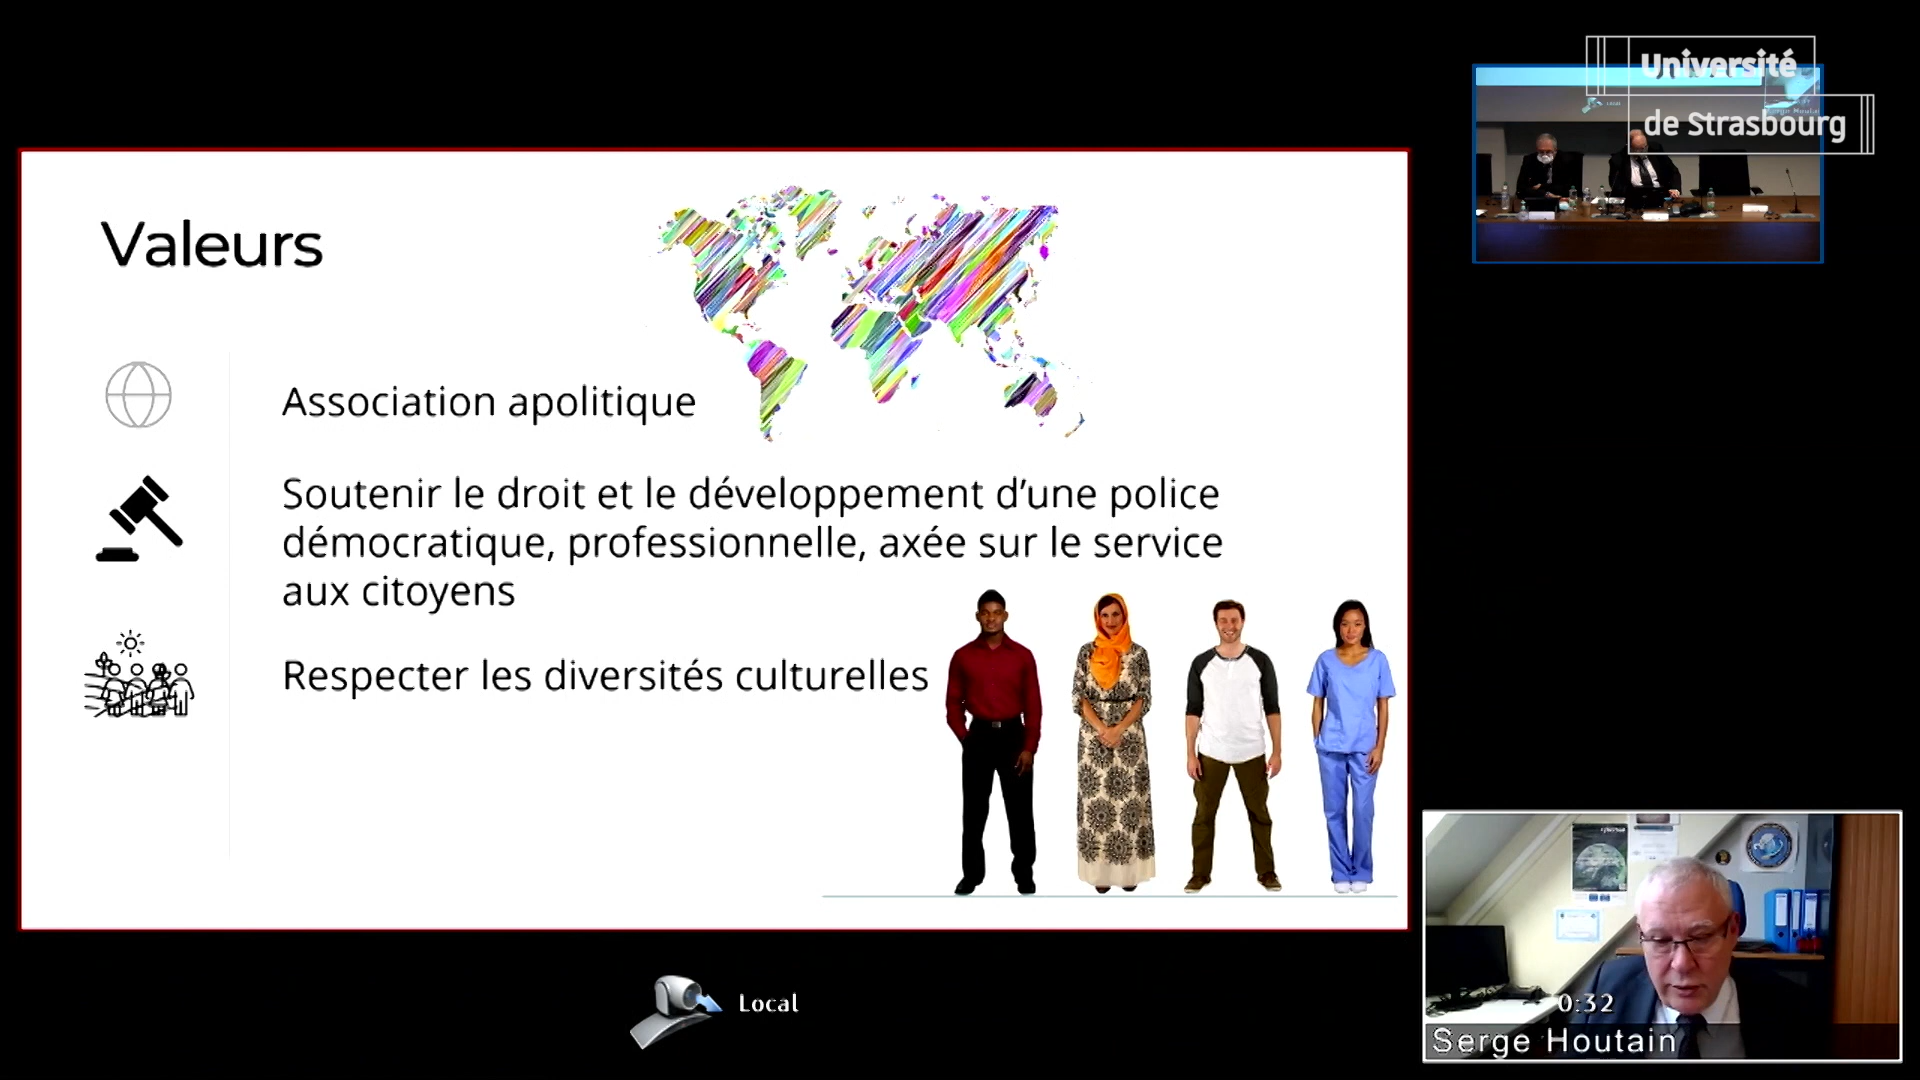 Université
de Strasbourg
Valeurs
Association apolitique
Soutenir le droit et le développement d’une police
démocratique, professionnelle, axée sur le service
aux citoyens
Respecter les diversités culturelles
Local
0:32
Serge Houtain